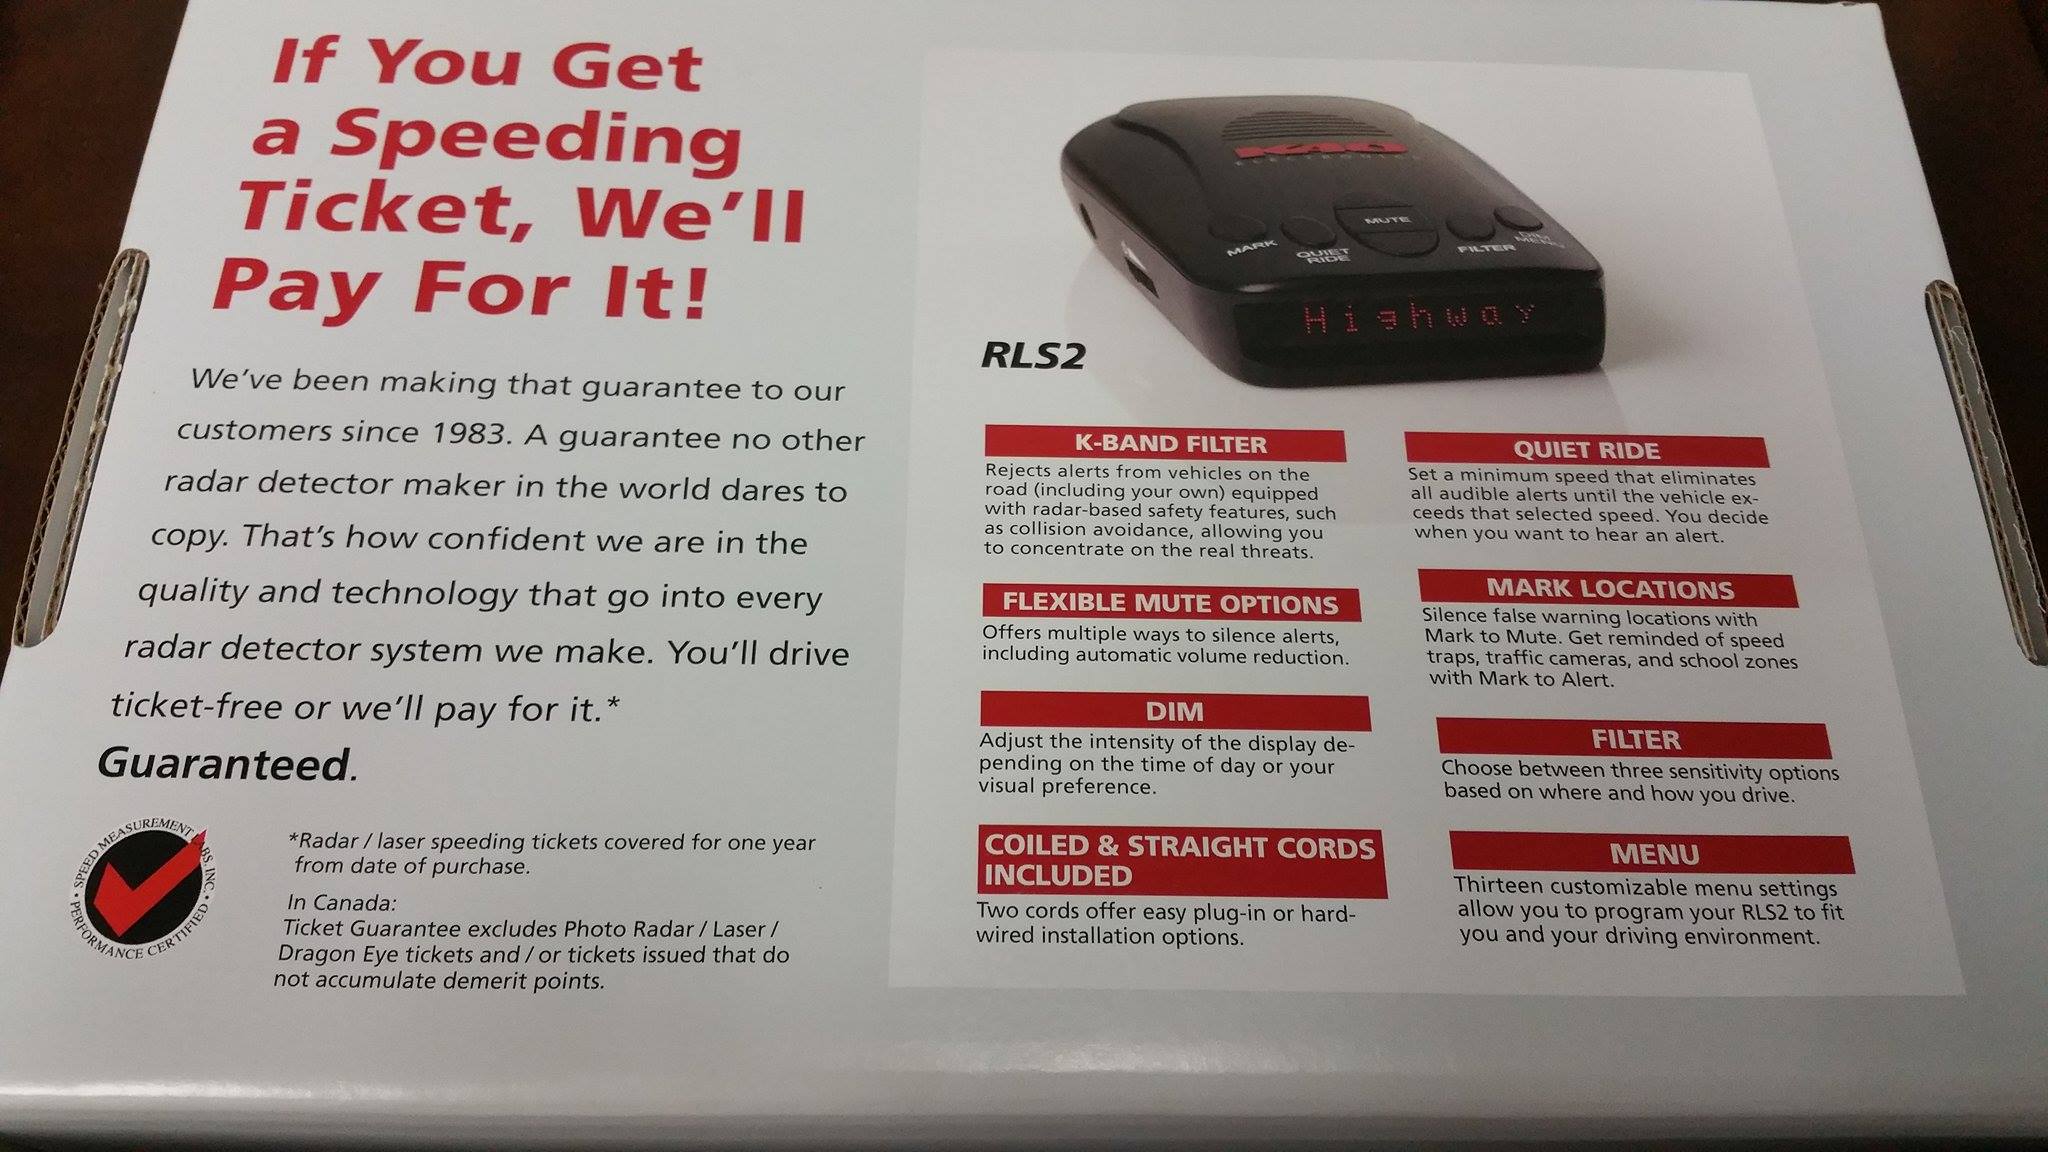 If You Get
a Speeding
Ticket, We'll
Pay For It!
We've been making that guarantee to our
customers since 1983. A guarantee no other
radar detector maker in the world dares to
copy. That's how confident we are in the
quality and technology that go into every
radar detector system we make. You'll drive
ticket-free or we'll pay for it.*
Guaranteed.
SPEED MEASUREMENT LABS, INC.
• PERFORMANCE CERTIFIED •
*Radar / laser speeding tickets covered for one year
from date of purchase.
In Canada:
Ticket Guarantee excludes Photo Radar / Laser /
Dragon Eye tickets and / or tickets issued that do
not accumulate demerit points.
K40
ELECTRONICS
MARK
QUIET
RIDE
MUTE
FILTER
DIM
MENU
Highway
RLS2
K-BAND FILTER
Rejects alerts from vehicles on the
road (including your own) equipped
with radar-based safety features, such
as collision avoidance, allowing you
to concentrate on the real threats.
FLEXIBLE MUTE OPTIONS
Offers multiple ways to silence alerts,
including automatic volume reduction.
DIM
Adjust the intensity of the display de-
pending on the time of day or your
visual preference.
COILED & STRAIGHT CORDS
INCLUDED
Two cords offer easy plug-in or hard-
wired installation options.
QUIET RIDE
Set a minimum speed that eliminates
all audible alerts until the vehicle ex-
ceeds that selected speed. You decide
when you want to hear an alert.
MARK LOCATIONS
Silence false warning locations with
Mark to Mute. Get reminded of speed
traps, traffic cameras, and school zones
with Mark to Alert.
FILTER
Choose between three sensitivity options
based on where and how you drive.
MENU
Thirteen customizable menu settings
allow you to program your RLS2 to fit
you and your driving environment.